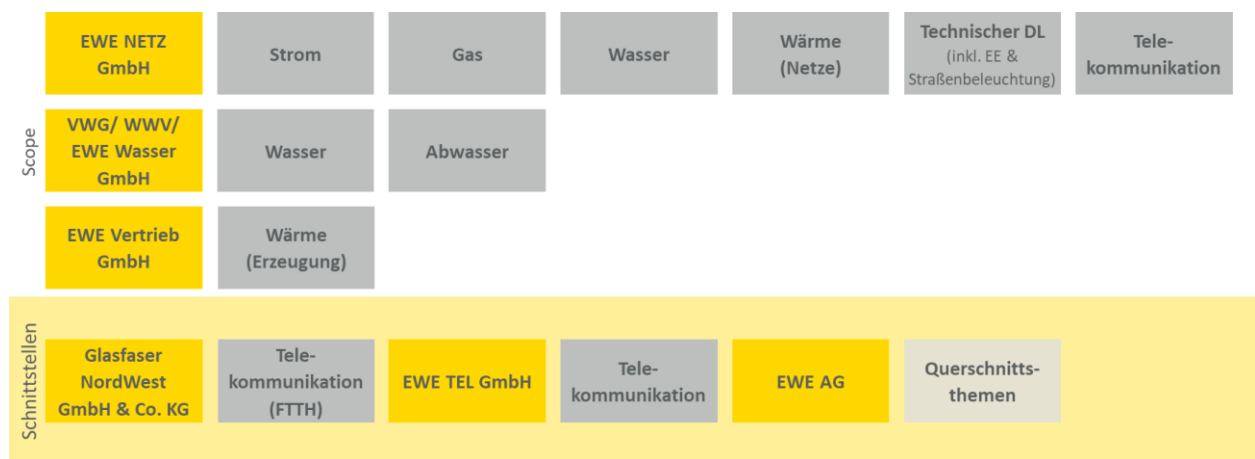 Scope
EWE NETZ
GmbH
Strom
Gas
Wasser
Wärme
(Netze)
Technischer DL
(inkl. EE &
Straßenbeleuchtung)
Tele-
kommunikation
VWG/ WWV/
EWE Wasser
GmbH
Wasser
Abwasser
EWE Vertrieb
GmbH
Wärme
(Erzeugung)
Schnittstellen
Glasfaser
NordWest
GmbH & Co. KG
Tele-
kommunikation
(FTTH)
EWE TEL GmbH
Tele-
kommunikation
EWE AG
Querschnitts-
themen